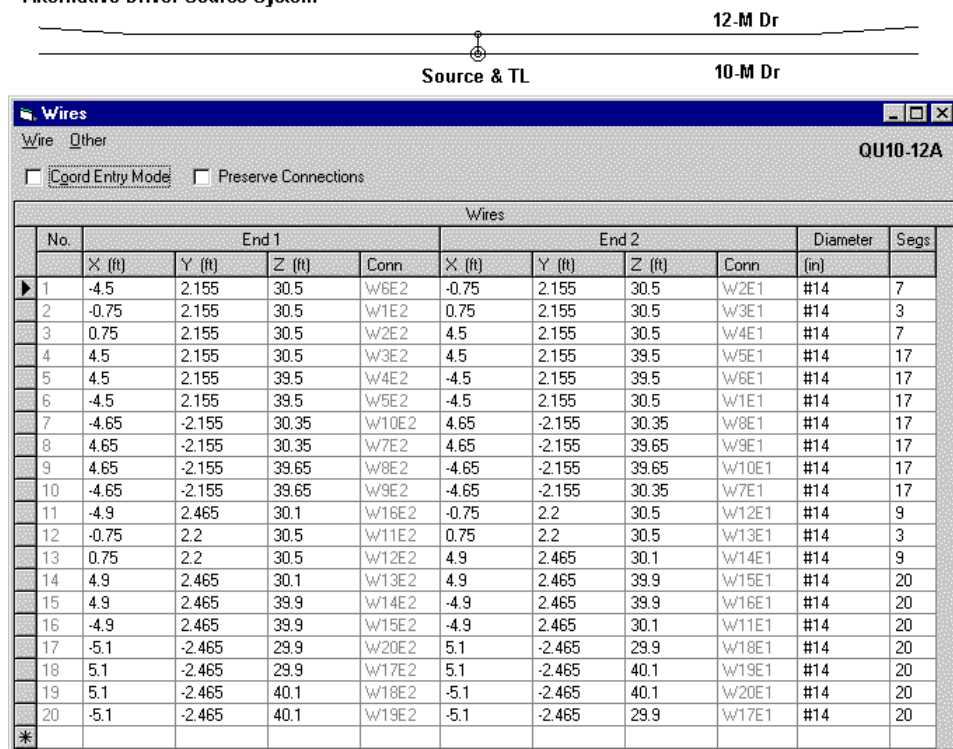 Alternative Driver Source System
12-M Dr
Source & TL 10-M Dr
Wires
Wire Other
QU10-12A
Coord Entry Mode Preserve Connections
Wires
No. End 1 End 2 Diameter Segs
X (ft) Y (ft) Z (ft) Conn X (ft) Y (ft) Z (ft) Conn (in)
1 -4.5 2.155 30.5 W6E2 -0.75 2.155 30.5 W2E1 #14 7
2 -0.75 2.155 30.5 W1E2 0.75 2.155 30.5 W3E1 #14 3
3 0.75 2.155 30.5 W2E2 4.5 2.155 30.5 W4E1 #14 7
4 4.5 2.155 30.5 W3E2 4.5 2.155 39.5 W5E1 #14 17
5 4.5 2.155 39.5 W4E2 -4.5 2.155 39.5 W6E1 #14 17
6 -4.5 2.155 39.5 W5E2 -4.5 2.155 30.5 W1E1 #14 17
7 -4.65 -2.155 30.35 W10E2 4.65 -2.155 30.35 W8E1 #14 17
8 4.65 -2.155 30.35 W7E2 4.65 -2.155 39.65 W9E1 #14 17
9 4.65 -2.155 39.65 W8E2 -4.65 -2.155 39.65 W10E1 #14 17
10 -4.65 -2.155 39.65 W9E2 -4.65 -2.155 30.35 W7E1 #14 17
11 -4.9 2.465 30.1 W16E2 -0.75 2.2 30.5 W12E1 #14 9
12 -0.75 2.2 30.5 W11E2 0.75 2.2 30.5 W13E1 #14 3
13 0.75 2.2 30.5 W12E2 4.9 2.465 30.1 W14E1 #14 9
14 4.9 2.465 30.1 W13E2 4.9 2.465 39.9 W15E1 #14 20
15 4.9 2.465 39.9 W14E2 -4.9 2.465 39.9 W16E1 #14 20
16 -4.9 2.465 39.9 W15E2 -4.9 2.465 30.1 W11E1 #14 20
17 -5.1 -2.465 29.9 W20E2 5.1 -2.465 29.9 W18E1 #14 20
18 5.1 -2.465 29.9 W17E2 5.1 -2.465 40.1 W19E1 #14 20
19 5.1 -2.465 40.1 W18E2 -5.1 -2.465 40.1 W20E1 #14 20
20 -5.1 -2.465 40.1 W19E2 -5.1 -2.465 29.9 W17E1 #14 20